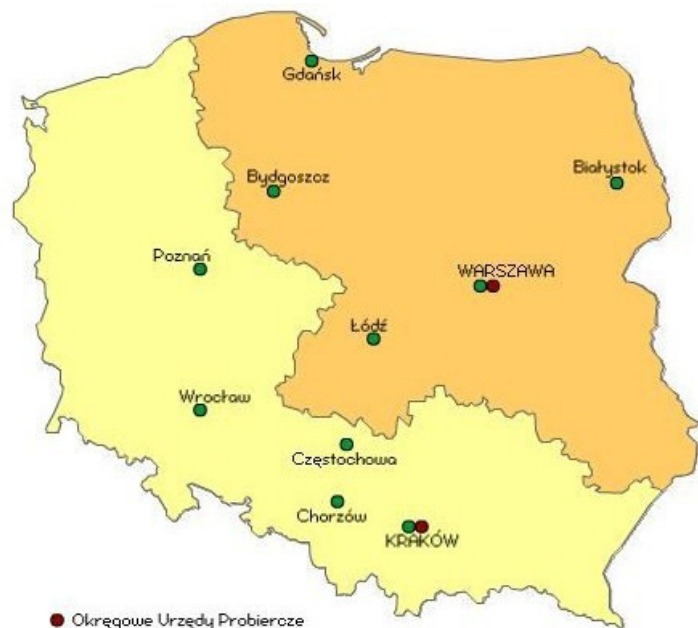 Gdańsk
Bydgoszcz
Białystok
Poznań
WARSZAWA
Łódź
Wrocław
Częstochowa
Chorzów
KRAKÓW
Okręgowe Urzędy Probiercze